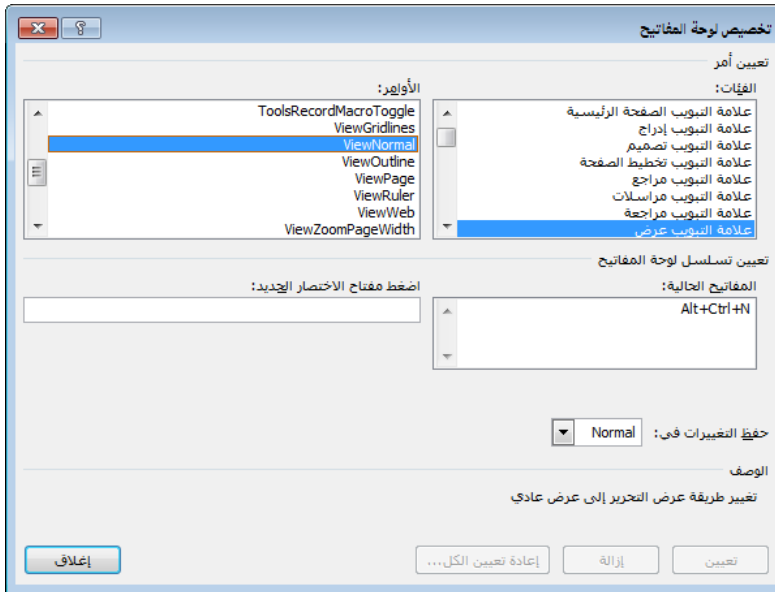 تخصيص لوحة المفاتيح
تعيين أمر
الفئات:
علامة التبويب الصفحة الرئيسية
علامة التبويب إدراج
علامة التبويب تصميم
علامة التبويب تخطيط الصفحة
علامة التبويب مراجع
علامة التبويب مراسلات
علامة التبويب مراجعة
علامة التبويب عرض
الأوامر:
ToolsRecordMacroToggle
ViewGridlines
ViewNormal
ViewOutline
ViewPage
ViewRuler
ViewWeb
ViewZoomPageWidth
تعيين تسلسل لوحة المفاتيح
المفاتيح الحالية:
Alt+Ctrl+N
اضغط مفتاح الاختصار الجديد:
حفظ التغييرات في: Normal
الوصف
تغيير طريقة عرض التحرير إلى عرض عادي
تعيين
إزالة
إعادة تعيين الكل...
إغلاق